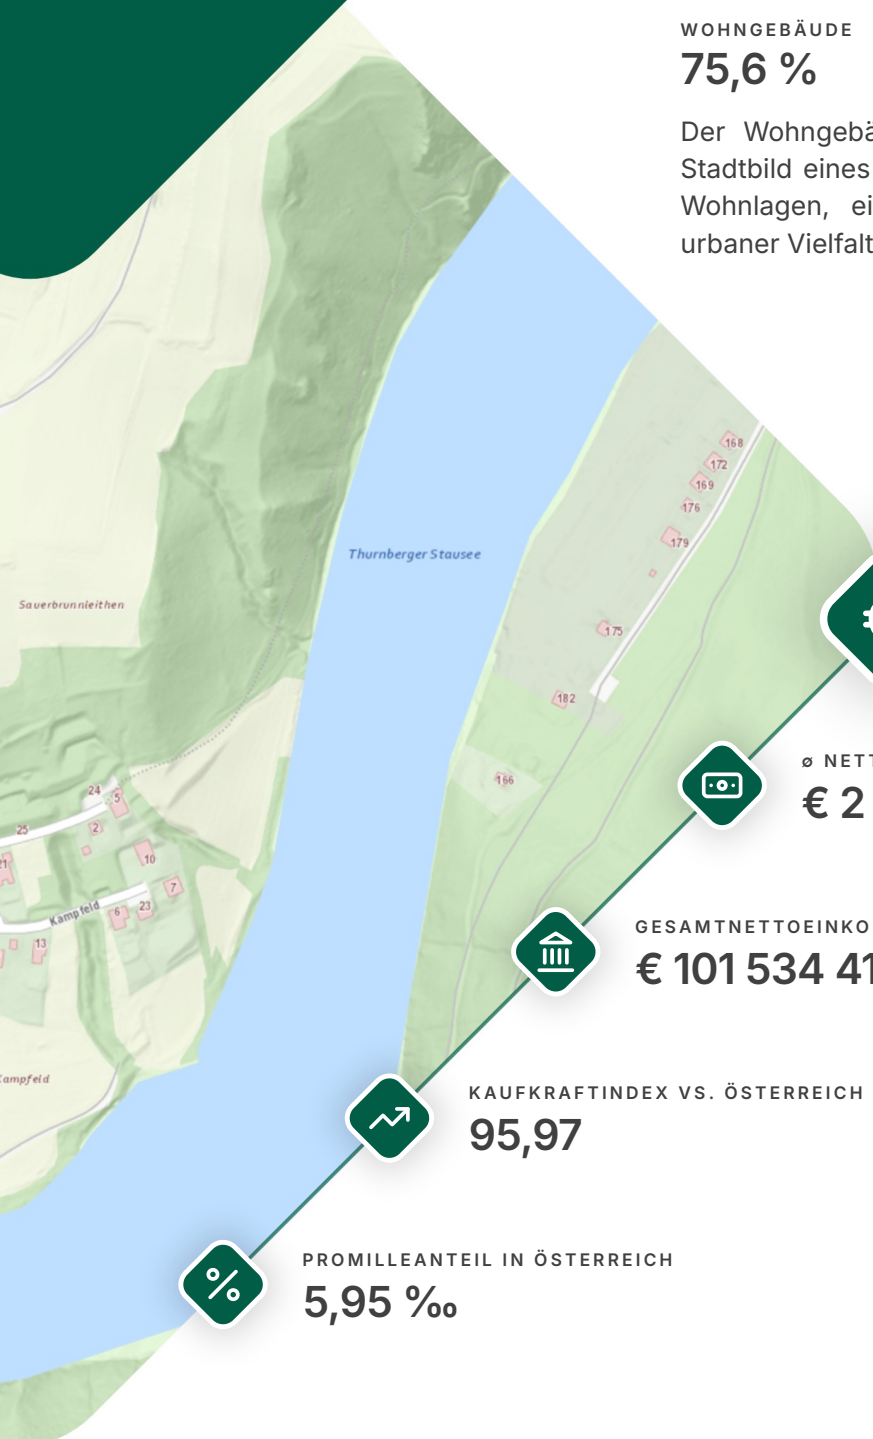 WOHNGEBÄUDE
75,6 %
Der Wohngebä
Stadtbild eines
Wohnlagen, ei
urbaner Vielfalt
168
172
169
176
179
Thurnberger Stausee
Sauerbrunnleithen
175
182
166
24
5
25
2
21
10
7
Kampfeld
6
23
13
Kampfeld
ø NETT
€ 2
GESAMTNETTOEINKO
€ 101 534 41
KAUFKRAFTINDEX VS. ÖSTERREICH
95,97
PROMILLEANTEIL IN ÖSTERREICH
5,95 ‰